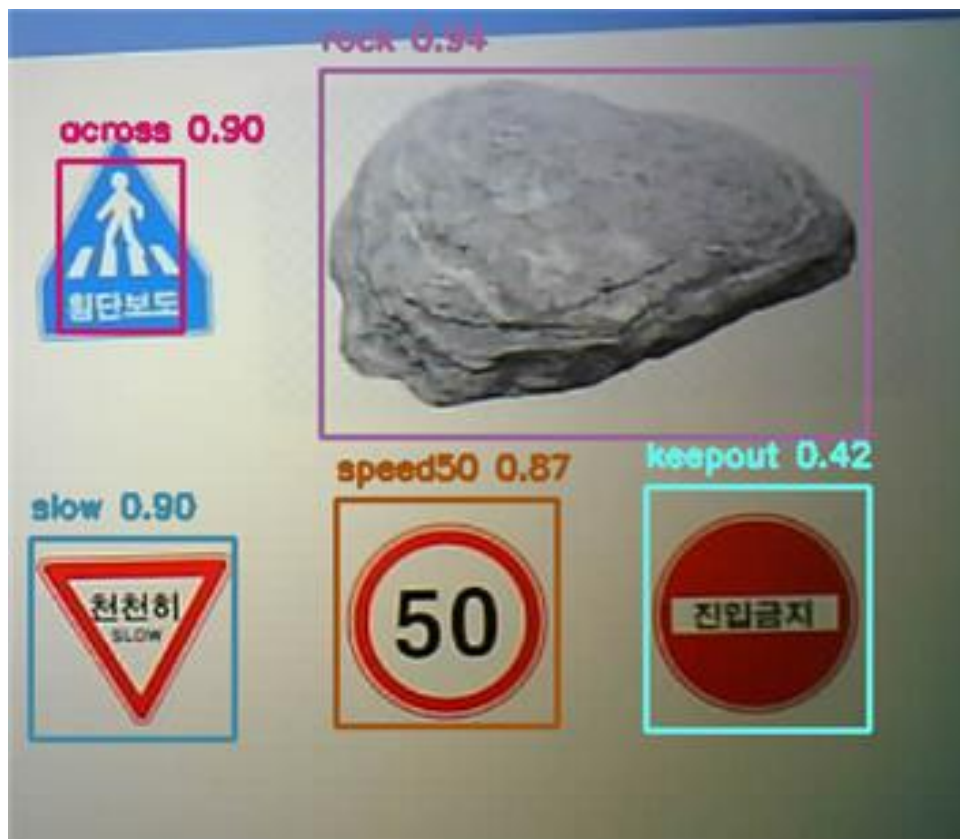 rock 0.94
across 0.90
횡단보도
speed50 0.87
keepout 0.42
slow 0.90
천천히
SLOW
50
진입금지